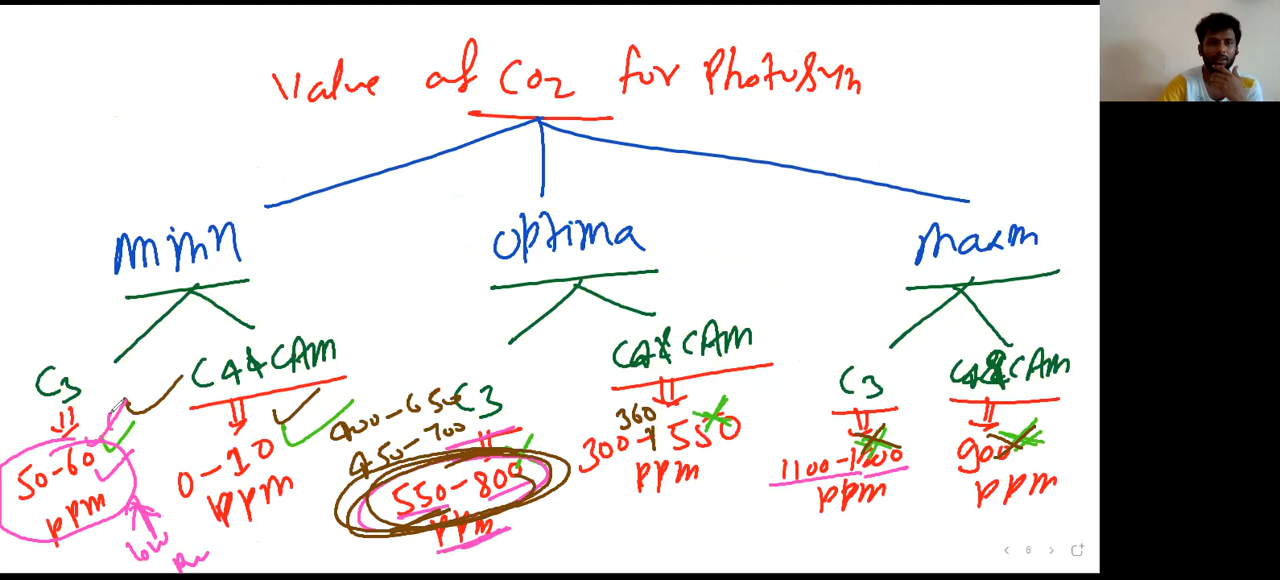 Value of CO2 for Photosyn
Minm
Optima
Maxm
C3
C4 & CAM
C3
C4 & CAM
C3
C4 & CAM
50-60
ppm
0-10
ppm
400-650
450-700
550-800
ppm
360
300-550
ppm
1100-1200
ppm
900
ppm
low
6